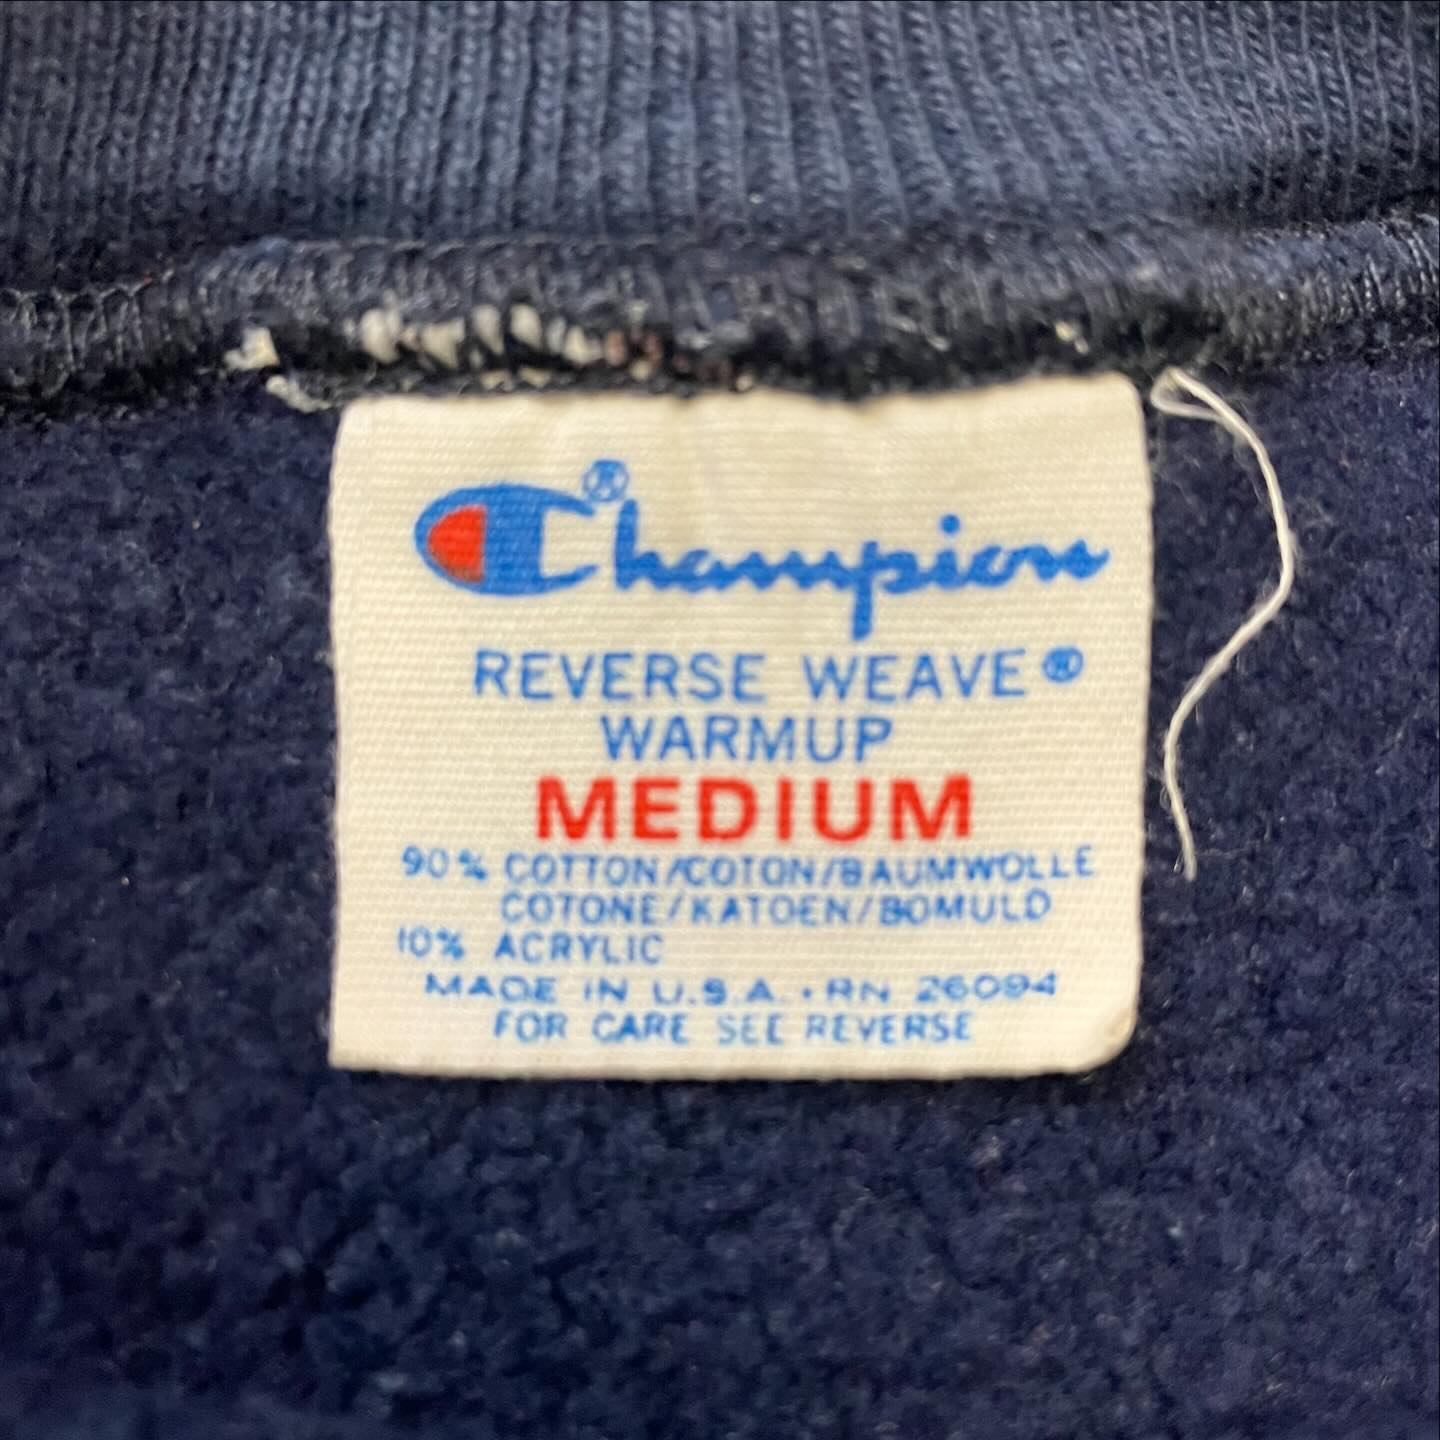 Champion®
REVERSE WEAVE®
WARMUP
MEDIUM
90% COTTON/COTON/BAUMWOLLE
COTONE/KATOEN/BOMULD
10% ACRYLIC
MADE IN U.S.A. • RN 26094
FOR CARE SEE REVERSE